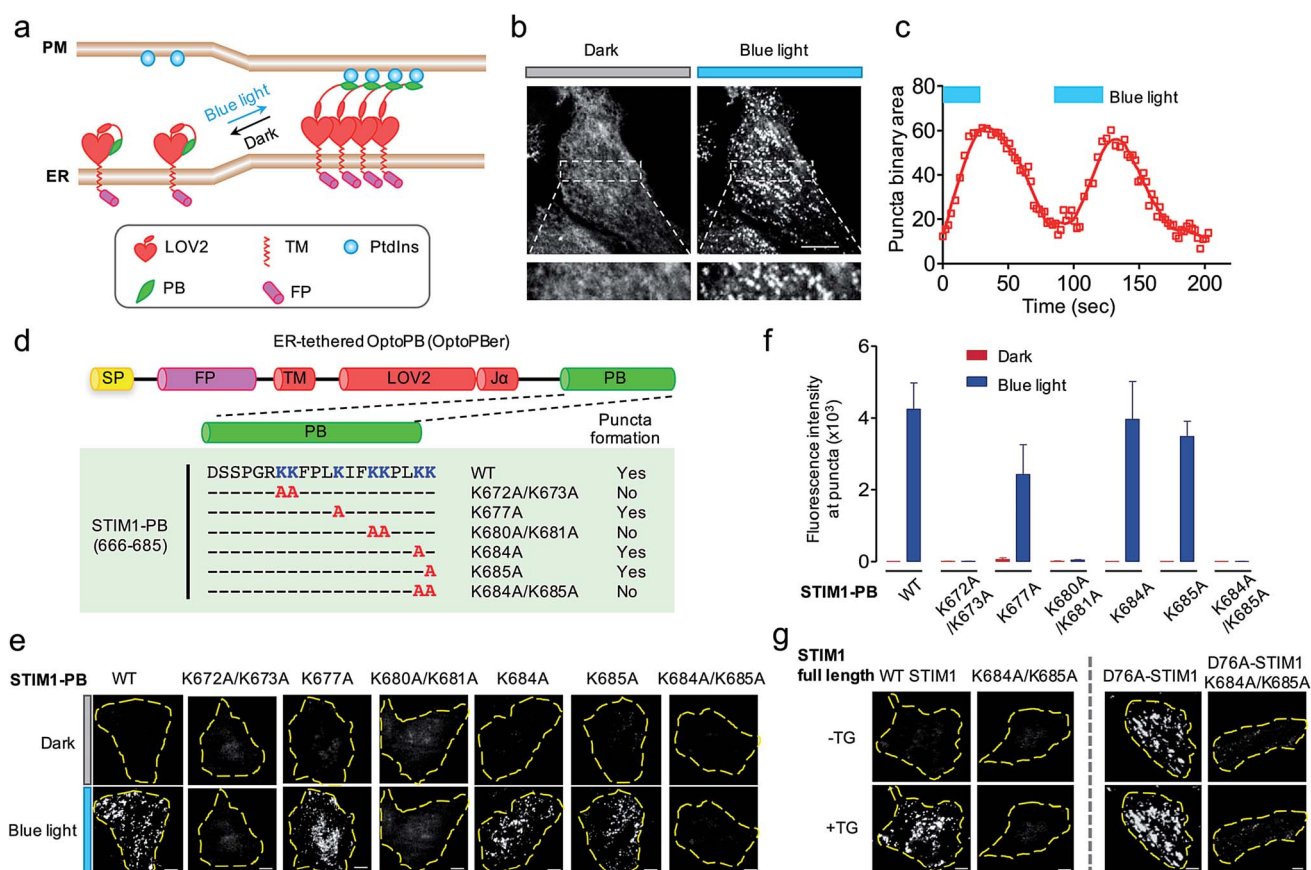 a
PM
Blue light
Dark
ER
LOV2
TM
PtdIns
PB
FP
b
Dark
Blue light
c
Puncta binary area
80
60
40
20
0
Blue light
0
50
100
150
200
Time (sec)
d
ER-tethered OptoPB (OptoPBer)
SP
FP
TM
LOV2
Jα
PB
PB
Puncta
formation
STIM1-PB
(666-685)
DSSPGRKKFPLKIFKKPLKK WT Yes
------AA------------ K672A/K673A No
-----------A-------- K677A Yes
--------------AA---- K680A/K681A No
------------------A- K684A Yes
-------------------A K685A Yes
------------------AA K684A/K685A No
e
STIM1-PB WT K672A/K673A K677A K680A/K681A K684A K685A K684A/K685A
Dark
Blue light
f
Fluorescence intensity
at puncta (x10³)
6
4
2
0
Dark
Blue light
STIM1-PB
WT
K672A
/K673A
K677A
K680A
/K681A
K684A
K685A
K684A
/K685A
g
STIM1
full length
WT STIM1
K684A/K685A
D76A-STIM1
D76A-STIM1
K684A/K685A
-TG
+TG